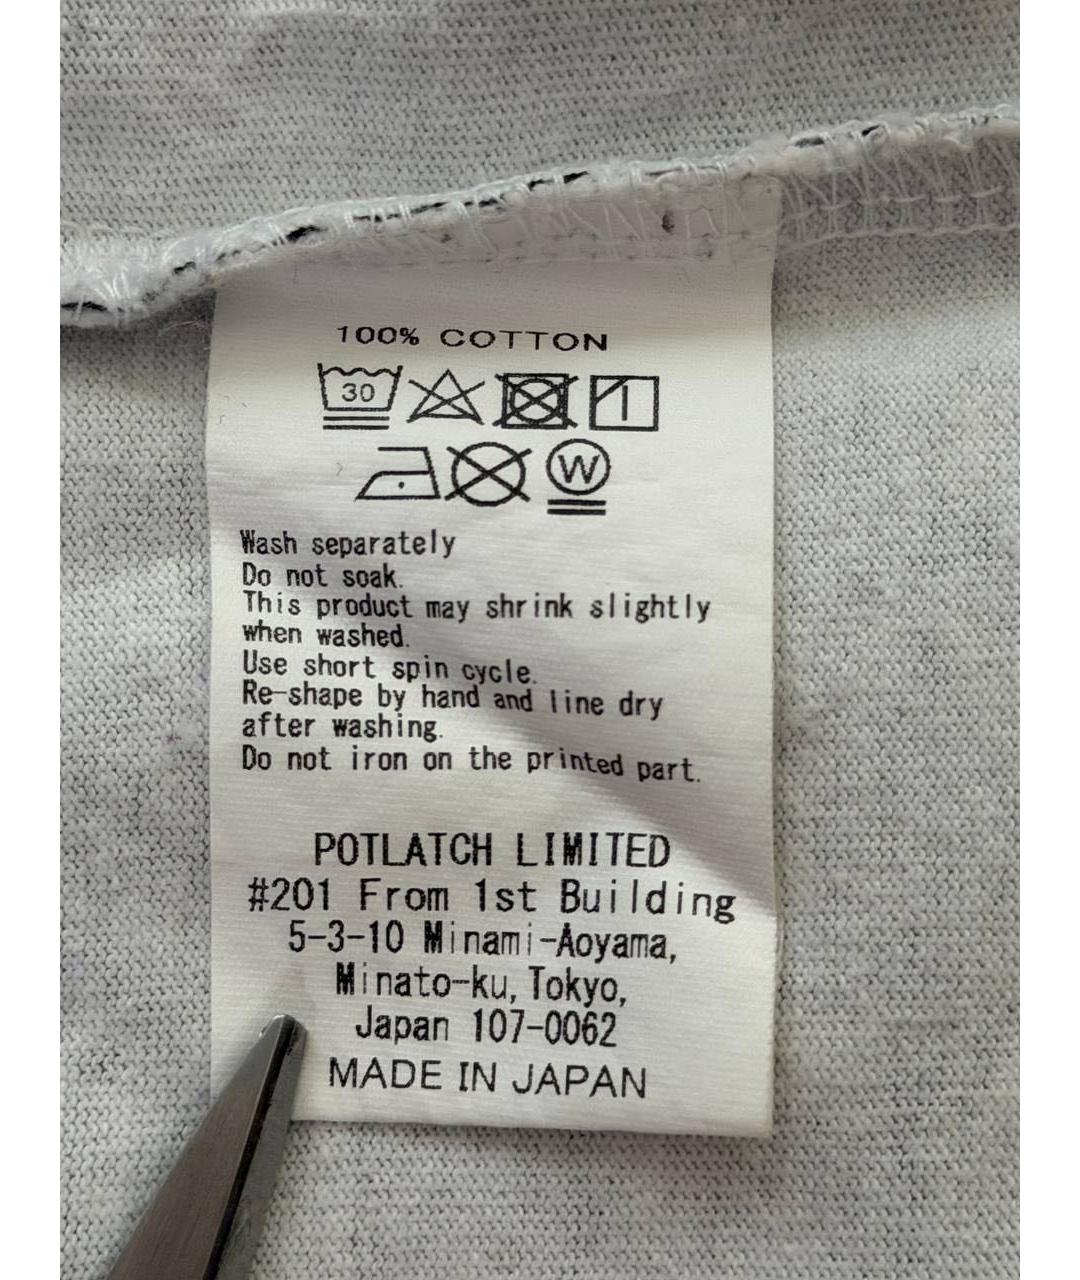 100% COTTON
30
W
Wash separately
Do not soak.
This product may shrink slightly
when washed.
Use short spin cycle.
Re-shape by hand and line dry
after washing.
Do not iron on the printed part.
POTLATCH LIMITED
#201 From 1st Building
5-3-10 Minami-Aoyama,
Minato-ku, Tokyo,
Japan 107-0062
MADE IN JAPAN